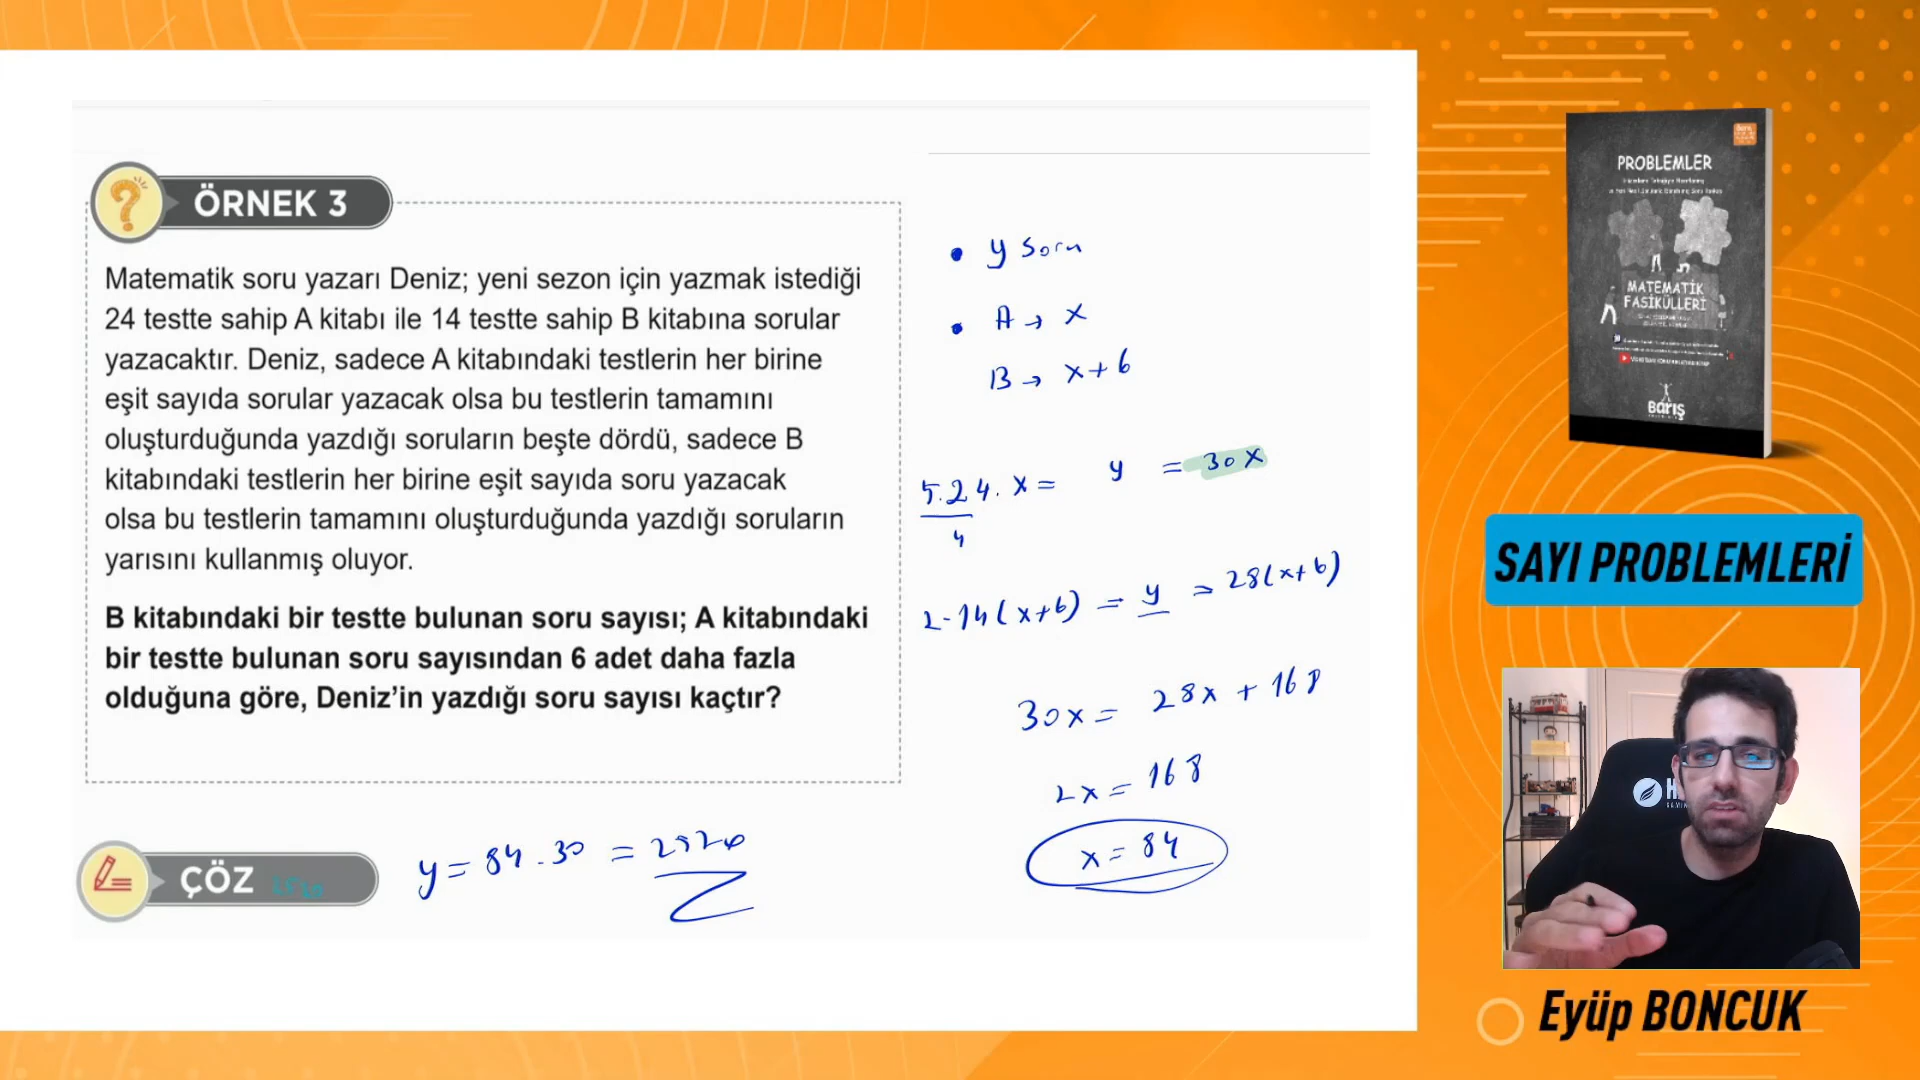 ÖRNEK 3
Matematik soru yazarı Deniz; yeni sezon için yazmak istediği
24 testte sahip A kitabı ile 14 testte sahip B kitabına sorular
yazacaktır. Deniz, sadece A kitabındaki testlerin her birine
eşit sayıda sorular yazacak olsa bu testlerin tamamını
oluşturduğunda yazdığı soruların beşte dördü, sadece B
kitabındaki testlerin her birine eşit sayıda soru yazacak
olsa bu testlerin tamamını oluşturduğunda yazdığı soruların
yarısını kullanmış oluyor.
B kitabındaki bir testte bulunan soru sayısı; A kitabındaki
bir testte bulunan soru sayısından 6 adet daha fazla
olduğuna göre, Deniz’in yazdığı soru sayısı kaçtır?
ÇÖZ
y = 84 . 30 = 2520
• y soru
• A → x
B → x + 6
5.24. x = y = 30x
4
2.14(x+6) = y = 28(x+6)
30x = 28x + 168
2x = 168
x = 84
PROBLEMLER
MATEMATİK
FASİKÜLLERİ
BARIŞ
SAYI PROBLEMLERİ
Eyüp BONCUK